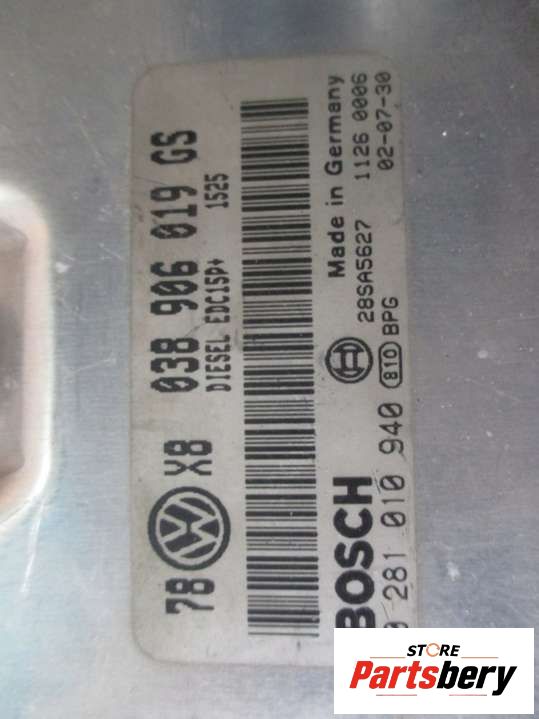 78 X8 038 906 019 GS
DIESEL EDC15P+ 1525
BOSCH 28SA5627 Made in Germany
0 281 010 940 810 BPG 1126 0006
02-07-30
STORE
Partsbery